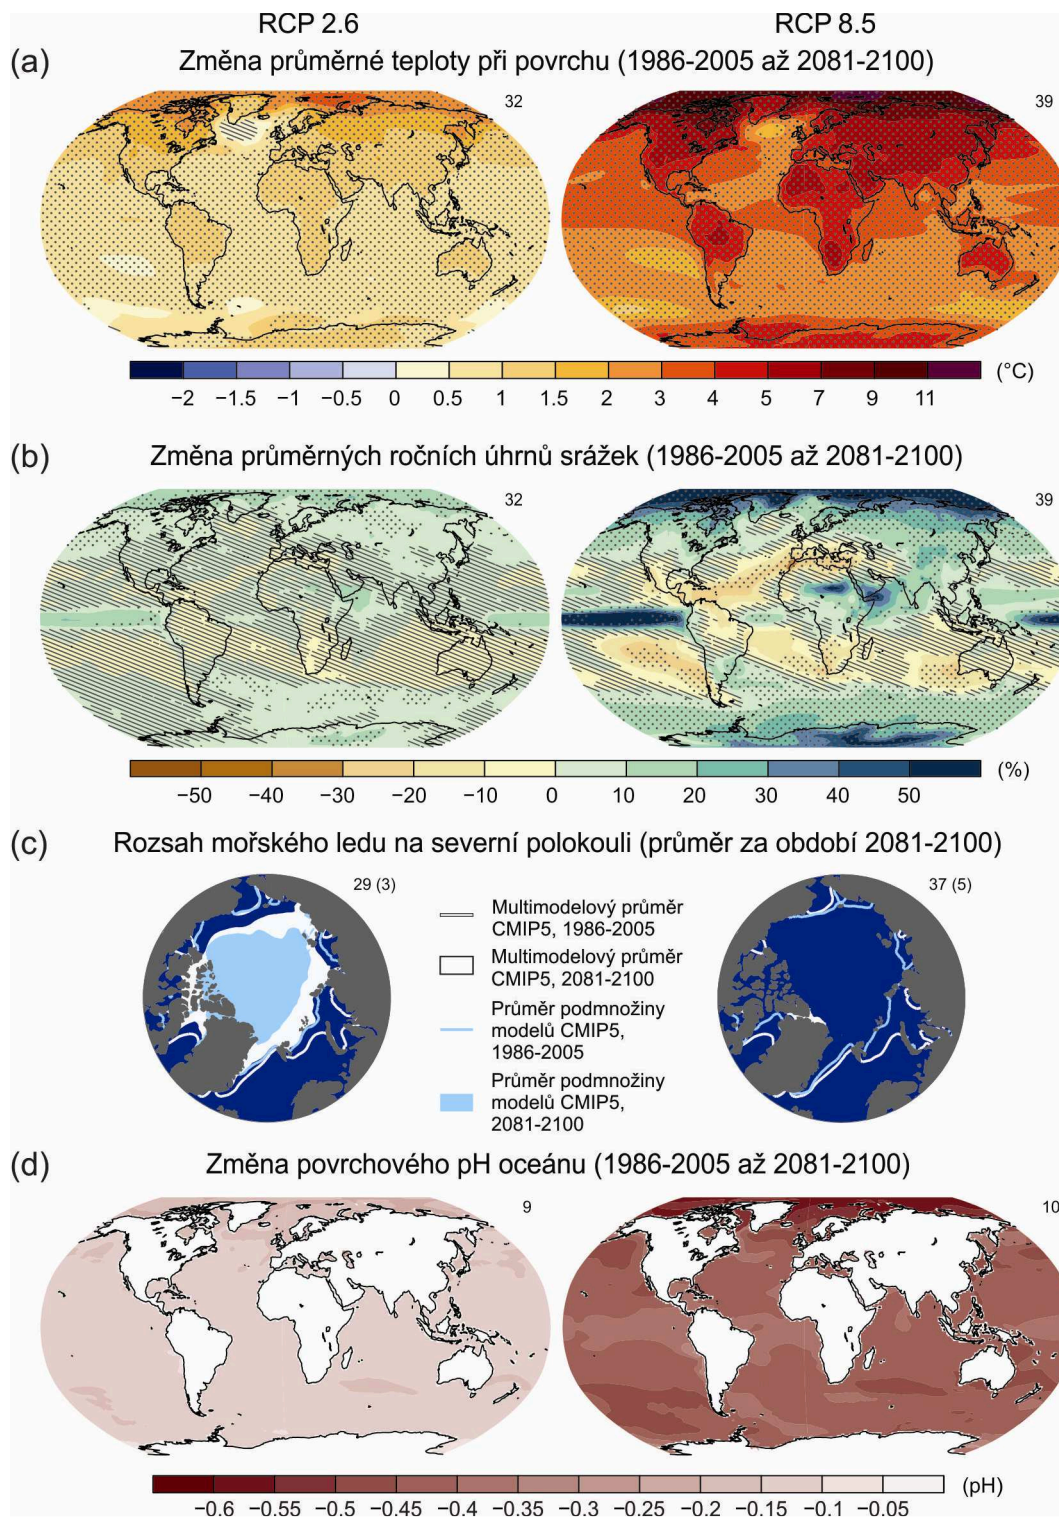 RCP 2.6 RCP 8.5
(a) Změna průměrné teploty při povrchu (1986-2005 až 2081-2100)
32 39
−2 −1.5 −1 −0.5 0 0.5 1 1.5 2 3 4 5 7 9 11 (°C)
(b) Změna průměrných ročních úhrnů srážek (1986-2005 až 2081-2100)
32 39
−50 −40 −30 −20 −10 0 10 20 30 40 50 (%)
(c) Rozsah mořského ledu na severní polokouli (průměr za období 2081-2100)
29 (3) 37 (5)
Multimodelový průměr
CMIP5, 1986-2005
Multimodelový průměr
CMIP5, 2081-2100
Průměr podmnožiny
modelů CMIP5,
1986-2005
Průměr podmnožiny
modelů CMIP5,
2081-2100
(d) Změna povrchového pH oceánu (1986-2005 až 2081-2100)
9 10
−0.6 −0.55 −0.5 −0.45 −0.4 −0.35 −0.3 −0.25 −0.2 −0.15 −0.1 −0.05 (pH)